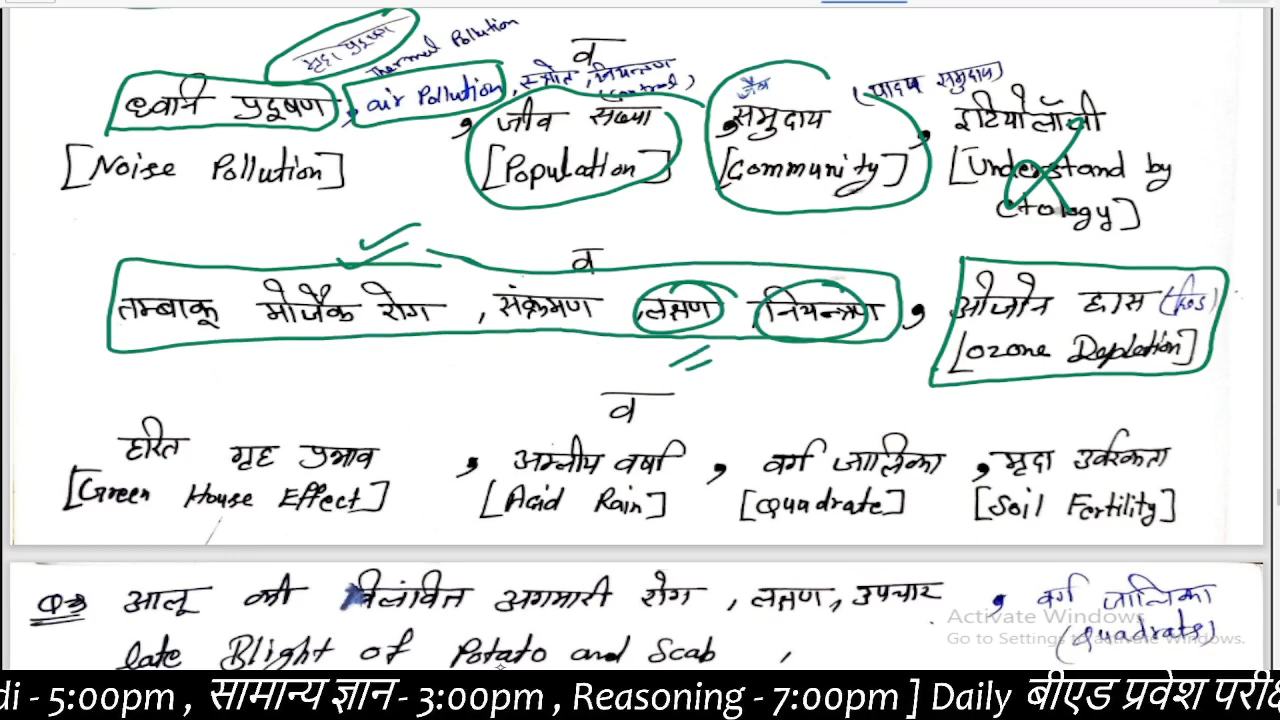 मृदा प्रदूषण
Thermal Pollution
व
ध्वनि प्रदूषण , air Pollution , स्त्रोत , नियन्त्रण (Control)
, जीव संख्या , जैव समुदाय (पादप समुदाय) , इटियोलॉजी
[Noise Pollution] [Population] [Community] [Understand by
Etology]
व
तम्बाकू मोजैक रोग , संक्रमण , लक्षण , नियन्त्रण , ओजोन ह्रास
[Ozone Depletion]
व
हरित गृह प्रभाव , अम्लीय वर्षा , वर्ग जालिका , मृदा उर्वरकता
[Green House Effect] [Acid Rain] [Quadrate] [Soil Fertility]
Q⇒ आलू की विलंवित अगमारी रोग , लक्षण , उपचार , वर्ग जालिका
late Blight of Potato and Scab , (Quadrate)
Activate Windows
Go to Settings to activate Windows.
di - 5:00pm , सामान्य ज्ञान- 3:00pm , Reasoning - 7:00pm ] Daily बीएड प्रवेश परीक्ष